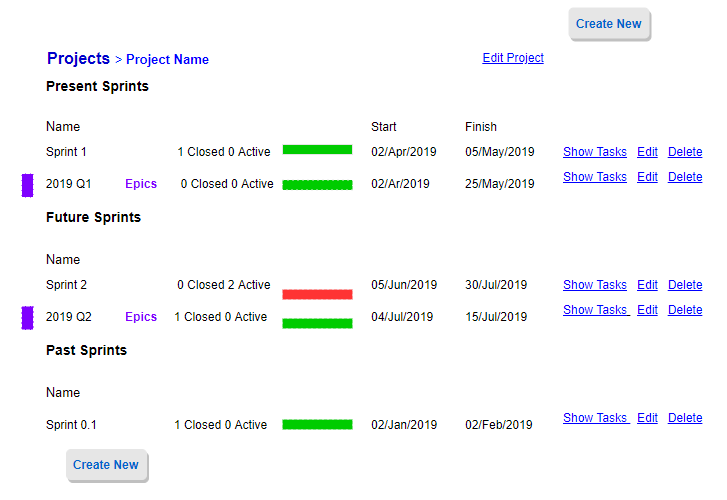 Create New
Projects > Project Name Edit Project
Present Sprints
Name Start Finish
Sprint 1 1 Closed 0 Active 02/Apr/2019 05/May/2019 Show Tasks Edit Delete
2019 Q1 Epics 0 Closed 0 Active 02/Ar/2019 25/May/2019 Show Tasks Edit Delete
Future Sprints
Name
Sprint 2 0 Closed 2 Active 05/Jun/2019 30/Jul/2019 Show Tasks Edit Delete
2019 Q2 Epics 1 Closed 0 Active 04/Jul/2019 15/Jul/2019 Show Tasks Edit Delete
Past Sprints
Name
Sprint 0.1 1 Closed 0 Active 02/Jan/2019 02/Feb/2019 Show Tasks Edit Delete
Create New